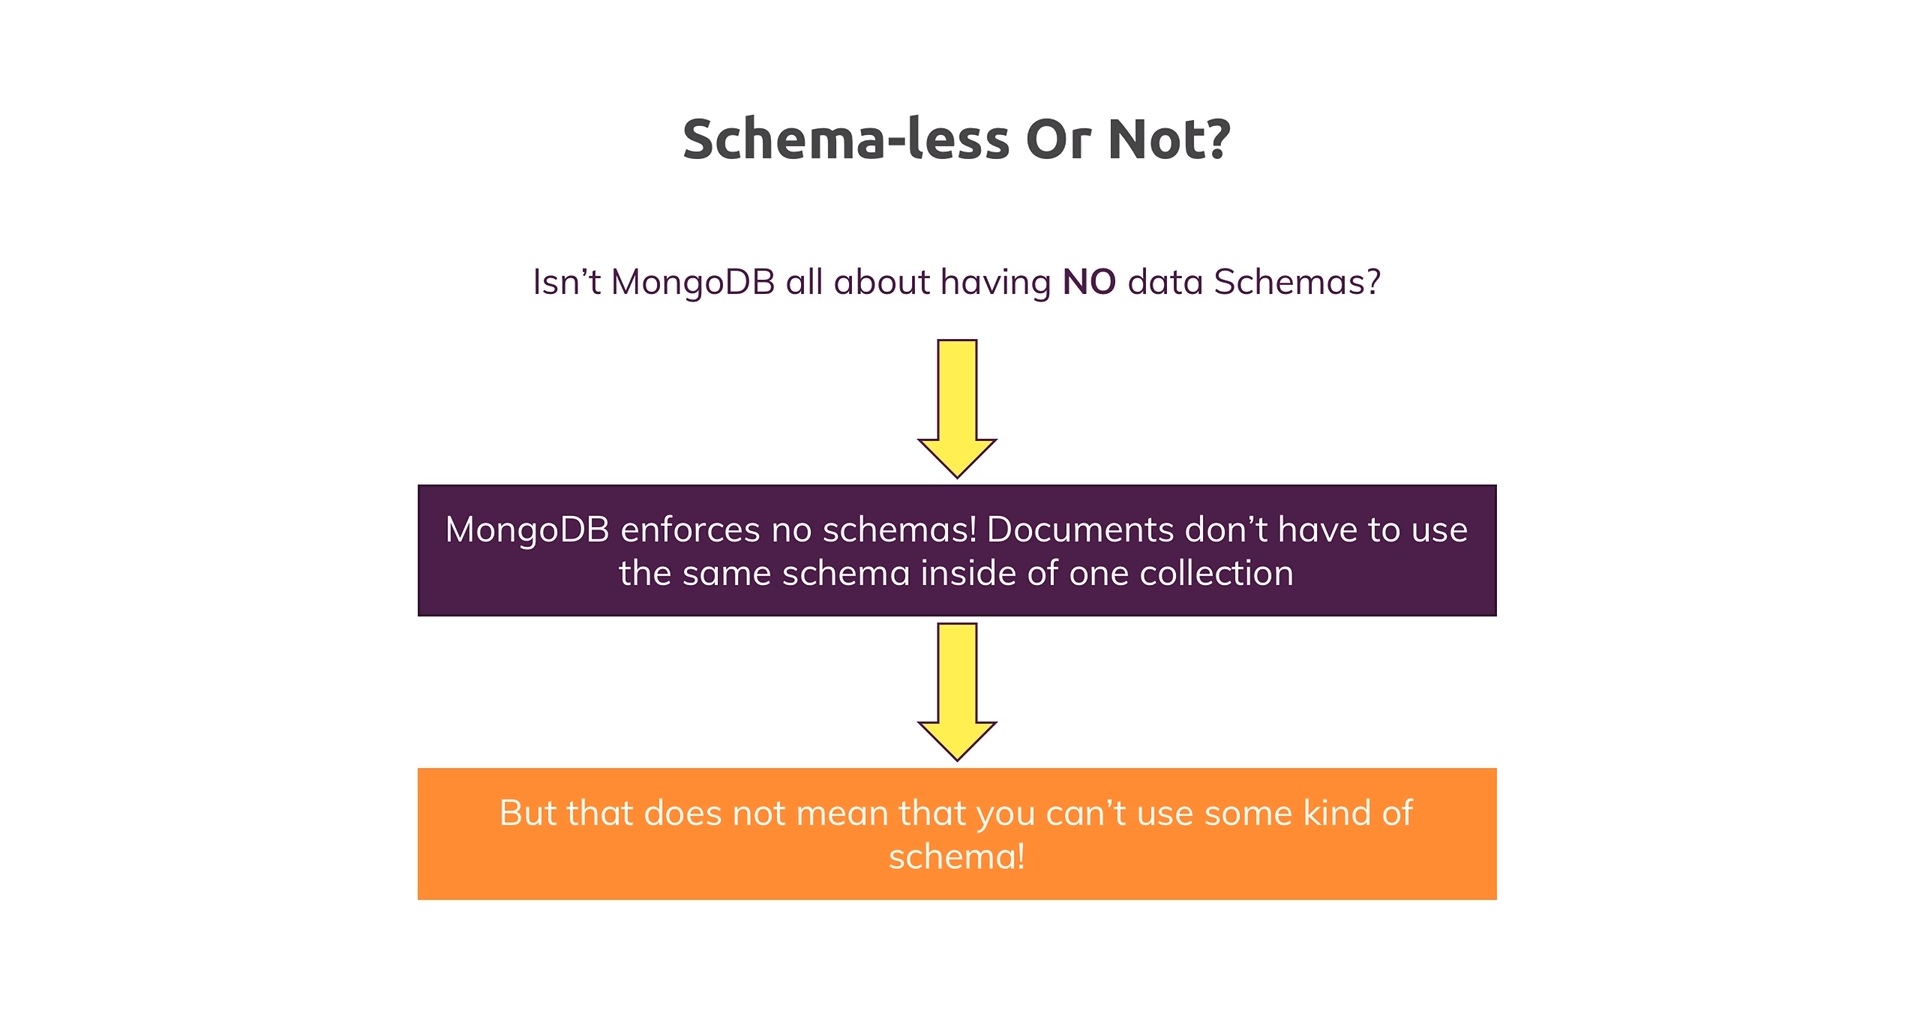 Schema-less Or Not?
Isn’t MongoDB all about having NO data Schemas?
MongoDB enforces no schemas! Documents don’t have to use
the same schema inside of one collection
But that does not mean that you can’t use some kind of
schema!